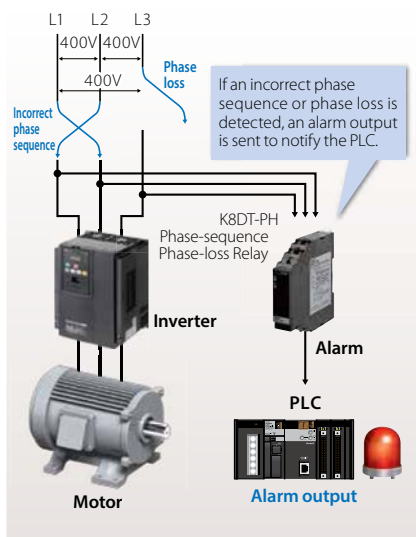 L1 L2 L3
400V 400V
400V
Phase
loss
Incorrect
phase
sequence
If an incorrect phase
sequence or phase loss is
detected, an alarm output
is sent to notify the PLC.
K8DT-PH
Phase-sequence
Phase-loss Relay
Inverter
Alarm
PLC
Motor
Alarm output